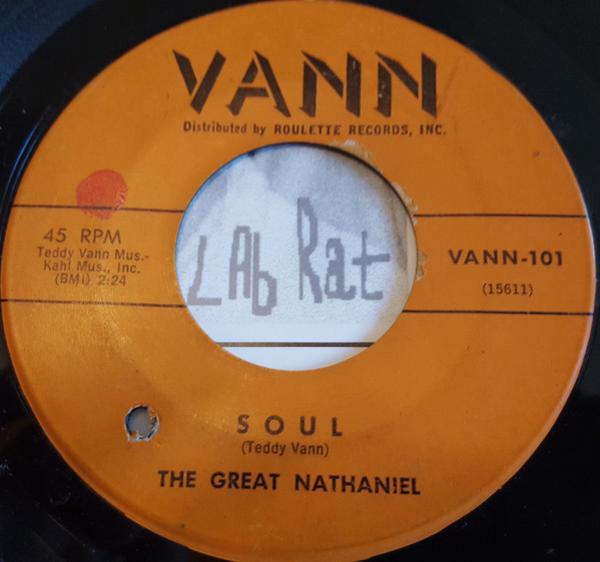 VANN
Distributed by ROULETTE RECORDS, INC.
45 RPM
Teddy Vann Mus.-
Kahl Mus., Inc.
(BMI) 2:24
LAb Rat
VANN-101
(15611)
SOUL
(Teddy Vann)
THE GREAT NATHANIEL